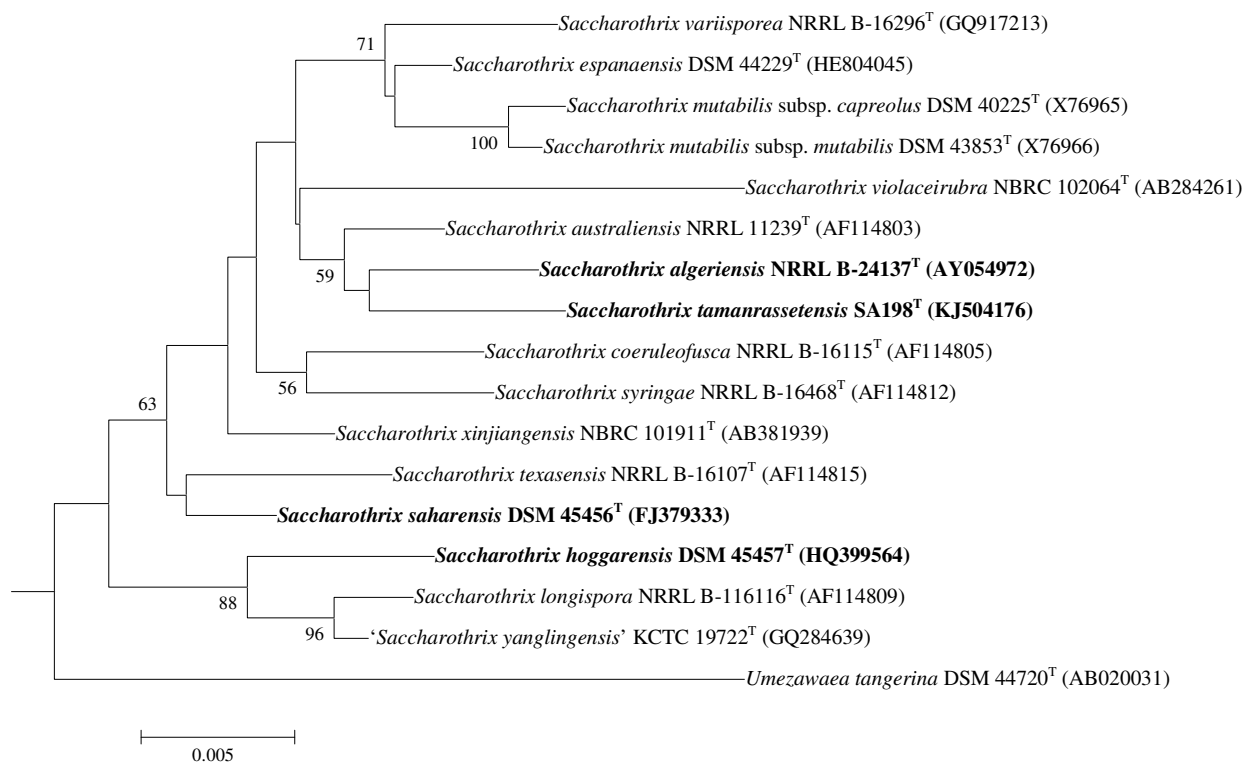 Saccharothrix variisporea NRRL B-16296T (GQ917213)
71
Saccharothrix espanaensis DSM 44229T (HE804045)
Saccharothrix mutabilis subsp. capreolus DSM 40225T (X76965)
100
Saccharothrix mutabilis subsp. mutabilis DSM 43853T (X76966)
Saccharothrix violaceirubra NBRC 102064T (AB284261)
Saccharothrix australiensis NRRL 11239T (AF114803)
59
Saccharothrix algeriensis NRRL B-24137T (AY054972)
Saccharothrix tamanrassetensis SA198T (KJ504176)
Saccharothrix coeruleofusca NRRL B-16115T (AF114805)
56
Saccharothrix syringae NRRL B-16468T (AF114812)
63
Saccharothrix xinjiangensis NBRC 101911T (AB381939)
Saccharothrix texasensis NRRL B-16107T (AF114815)
Saccharothrix saharensis DSM 45456T (FJ379333)
Saccharothrix hoggarensis DSM 45457T (HQ399564)
88
Saccharothrix longispora NRRL B-116116T (AF114809)
96
‘Saccharothrix yanglingensis’ KCTC 19722T (GQ284639)
Umezawaea tangerina DSM 44720T (AB020031)
0.005